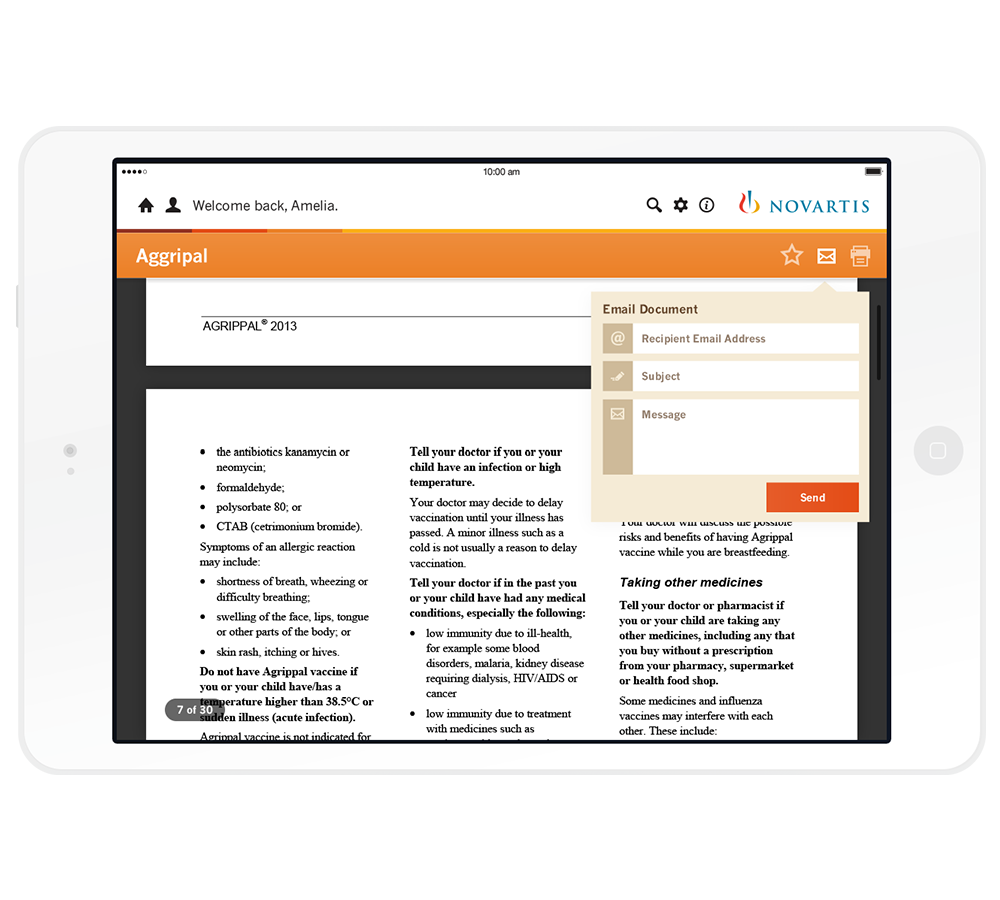 10:00 am
Welcome back, Amelia.
NOVARTIS
Aggripal
AGRIPPAL® 2013
Email Document
@ Recipient Email Address
Subject
Message
Send
• the antibiotics kanamycin or
neomycin;
• formaldehyde;
• polysorbate 80; or
• CTAB (cetrimonium bromide).
Symptoms of an allergic reaction
may include:
• shortness of breath, wheezing or
difficulty breathing;
• swelling of the face, lips, tongue
or other parts of the body; or
• skin rash, itching or hives.
Do not have Agrippal vaccine if
you or your child have/has a
temperature higher than 38.5°C or
sudden illness (acute infection).
Agrippal vaccine is not indicated for
7 of 30
Tell your doctor if you or your
child have an infection or high
temperature.
Your doctor may decide to delay
vaccination until your illness has
passed. A minor illness such as a
cold is not usually a reason to delay
vaccination.
Tell your doctor if in the past you
or your child have had any medical
conditions, especially the following:
• low immunity due to ill-health,
for example some blood
disorders, malaria, kidney disease
requiring dialysis, HIV/AIDS or
cancer
• low immunity due to treatment
with medicines such as
Your doctor will discuss the possible
risks and benefits of having Agrippal
vaccine while you are breastfeeding.
Taking other medicines
Tell your doctor or pharmacist if
you or your child are taking any
other medicines, including any that
you buy without a prescription
from your pharmacy, supermarket
or health food shop.
Some medicines and influenza
vaccines may interfere with each
other. These include: